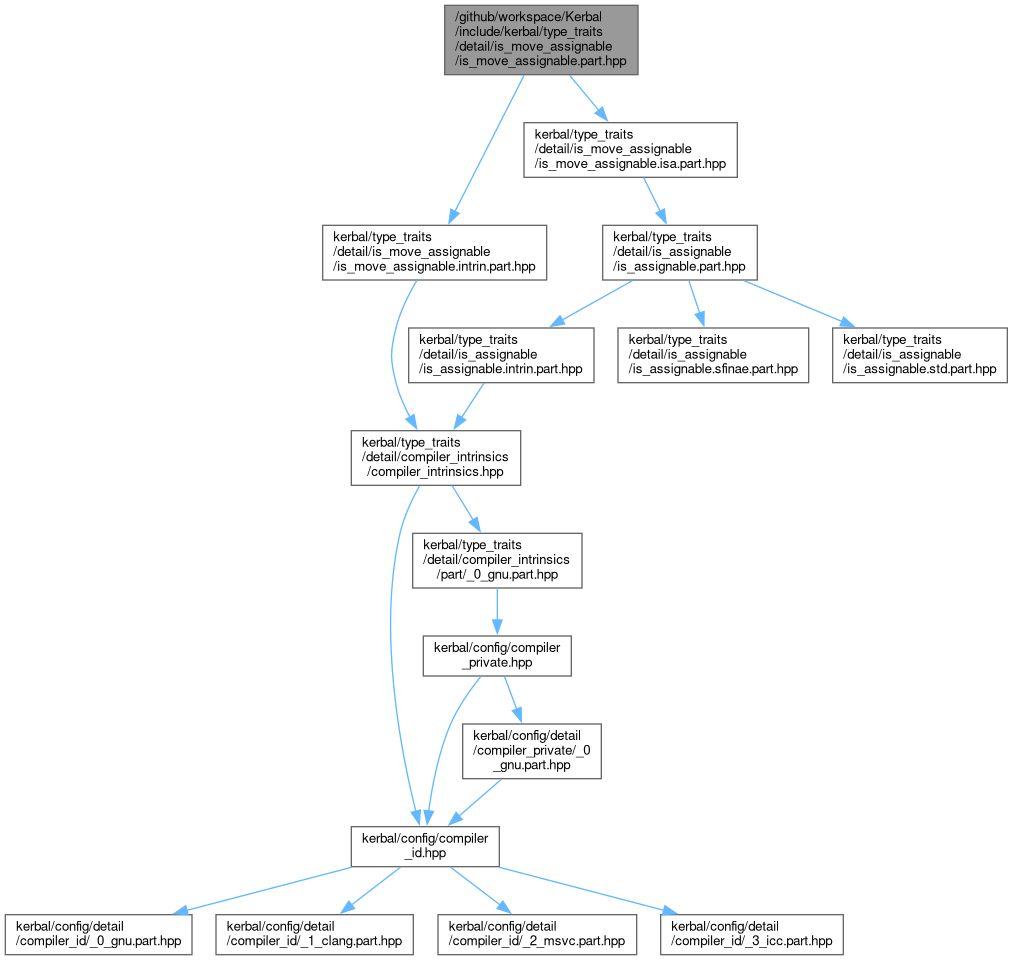 /github/workspace/Kerbal
/include/kerbal/type_traits
/detail/is_move_assignable
/is_move_assignable.part.hpp
kerbal/type_traits
/detail/is_move_assignable
/is_move_assignable.isa.part.hpp
kerbal/type_traits
/detail/is_move_assignable
/is_move_assignable.intrin.part.hpp
kerbal/type_traits
/detail/is_assignable
/is_assignable.part.hpp
kerbal/type_traits
/detail/is_assignable
/is_assignable.intrin.part.hpp
kerbal/type_traits
/detail/is_assignable
/is_assignable.sfinae.part.hpp
kerbal/type_traits
/detail/is_assignable
/is_assignable.std.part.hpp
kerbal/type_traits
/detail/compiler_intrinsics
/compiler_intrinsics.hpp
kerbal/type_traits
/detail/compiler_intrinsics
/part/_0_gnu.part.hpp
kerbal/config/compiler
_private.hpp
kerbal/config/detail
/compiler_private/_0
_gnu.part.hpp
kerbal/config/compiler
_id.hpp
kerbal/config/detail
/compiler_id/_0_gnu.part.hpp
kerbal/config/detail
/compiler_id/_1_clang.part.hpp
kerbal/config/detail
/compiler_id/_2_msvc.part.hpp
kerbal/config/detail
/compiler_id/_3_icc.part.hpp